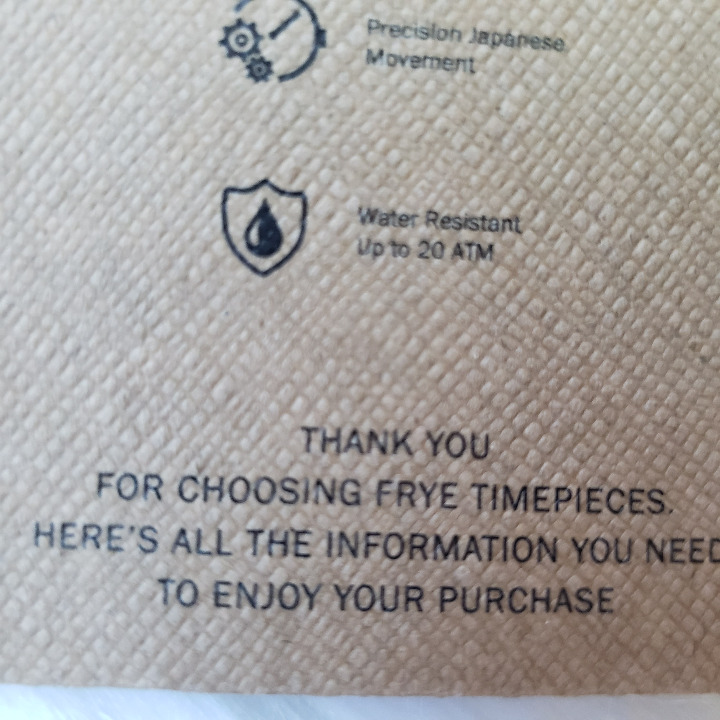 Precision Japanese
Movement
Water Resistant
Up to 20 ATM
THANK YOU
FOR CHOOSING FRYE TIMEPIECES.
HERE'S ALL THE INFORMATION YOU NEED
TO ENJOY YOUR PURCHASE